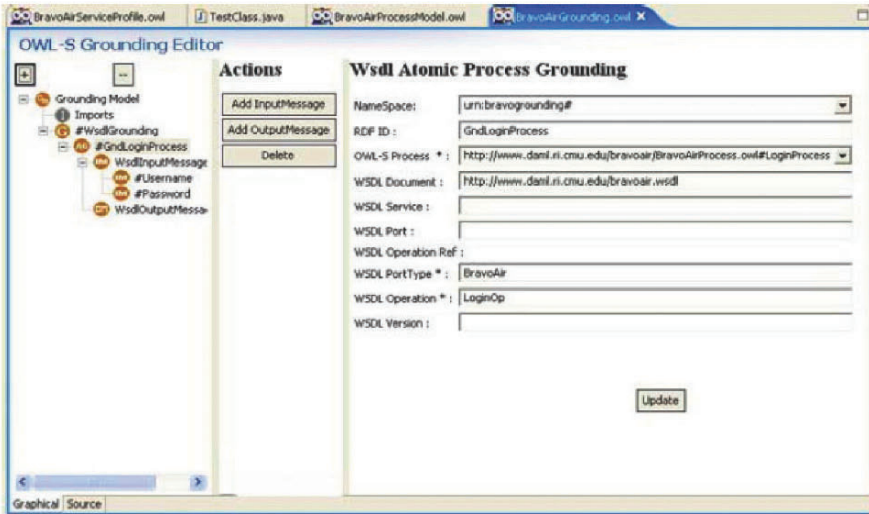 BravoAirServiceProfile.owl TestClass.java BravoAirProcessModel.owl BravoAirGrounding.owl
OWL-S Grounding Editor
Actions
Add InputMessage
Add OutputMessage
Delete
Grounding Model
Imports
#WsdlGrounding
#GndLoginProcess
WsdlInputMessage
#Username
#Password
WsdlOutputMessa
Wsdl Atomic Process Grounding
NameSpace: urn:bravogrounding#
RDF ID : GndLoginProcess
OWL-S Process * : http://www.daml.ri.cmu.edu/bravoair/BravoAirProcess.owl#LoginProcess
WSDL Document : http://www.daml.ri.cmu.edu/bravoair.wsdl
WSDL Service :
WSDL Port :
WSDL Operation Ref :
WSDL PortType * : BravoAir
WSDL Operation * : LoginOp
WSDL Version :
Update
Graphical Source